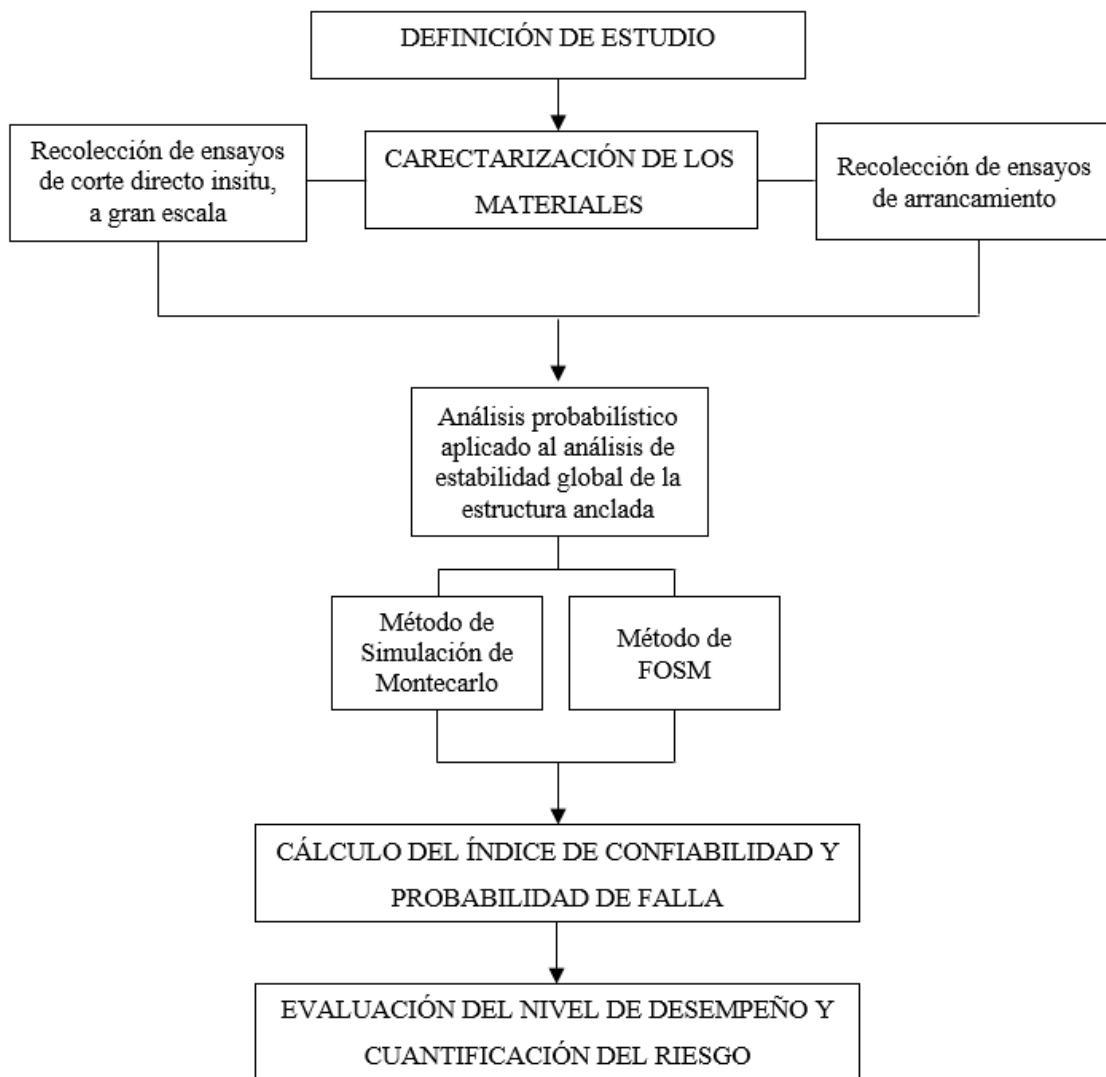 DEFINICIÓN DE ESTUDIO
Recolección de ensayos
de corte directo insitu,
a gran escala
CARECTARIZACIÓN DE LOS
MATERIALES
Recolección de ensayos
de arrancamiento
Análisis probabilístico
aplicado al análisis de
estabilidad global de la
estructura anclada
Método de
Simulación de
Montecarlo
Método de
FOSM
CÁLCULO DEL ÍNDICE DE CONFIABILIDAD Y
PROBABILIDAD DE FALLA
EVALUACIÓN DEL NIVEL DE DESEMPEÑO Y
CUANTIFICACIÓN DEL RIESGO